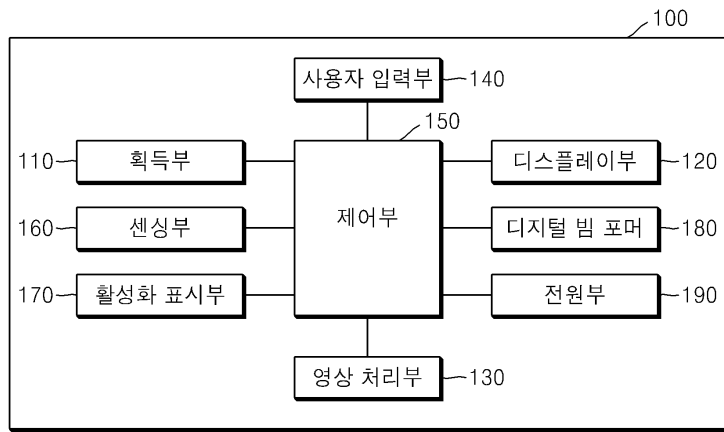 100
사용자 입력부 140
150
110 획득부
디스플레이부 120
제어부
160 센싱부
디지털 빔 포머 180
170 활성화 표시부
전원부 190
영상 처리부 130